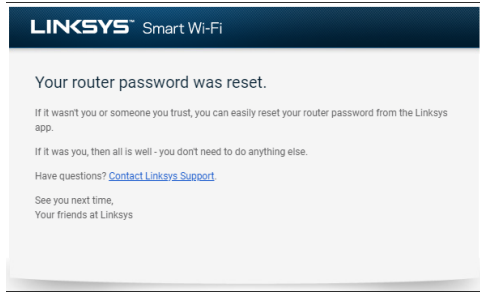 LINKSYS™ Smart Wi-Fi
Your router password was reset.
If it wasn't you or someone you trust, you can easily reset your router password from the Linksys
app.
If it was you, then all is well - you don't need to do anything else.
Have questions? Contact Linksys Support.
See you next time,
Your friends at Linksys